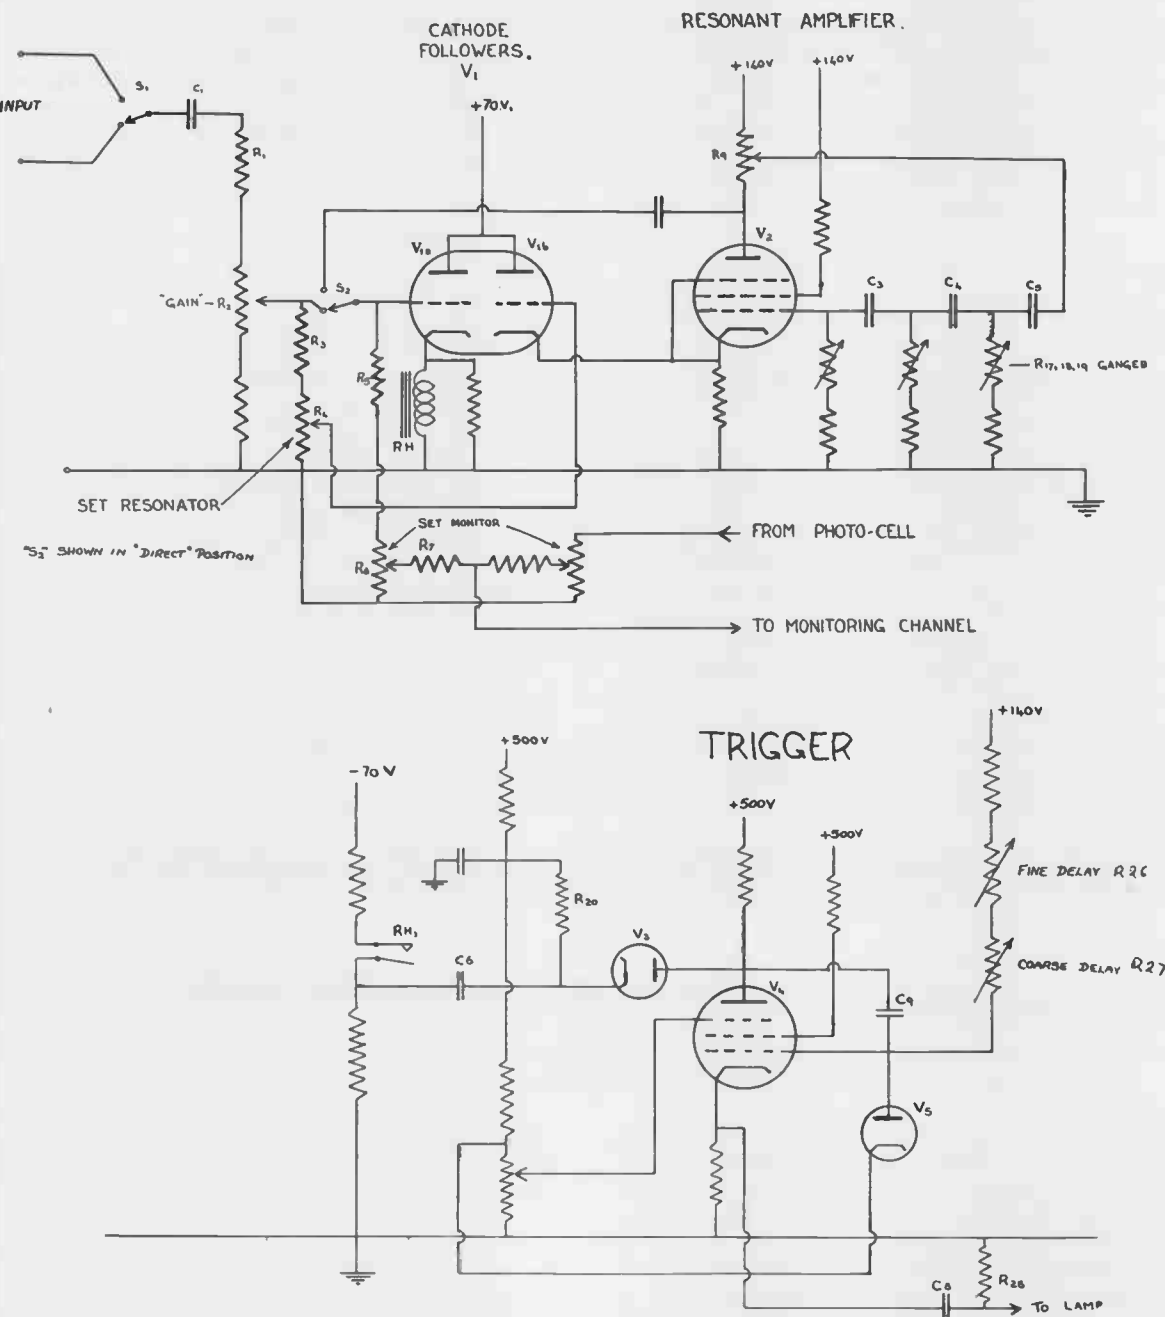 RESONANT AMPLIFIER.
CATHODE
FOLLOWERS.
V1
+70V.
+140V
+140V
INPUT
S1
C1
R1
R9
V1a
V1b
V2
"GAIN" - R2
S2
C3
C4
C5
R3
R4
R5
RH
R17,18,19 GANGED
SET RESONATOR
"S2" SHOWN IN "DIRECT" POSITION
SET MONITOR
R7
R6
FROM PHOTO-CELL
TO MONITORING CHANNEL
TRIGGER
+140V
+500V
-70V
+500V
+500V
FINE DELAY R26
R20
RH1
V3
C6
COARSE DELAY R27
V4
C9
V5
C8
R28
TO LAMP